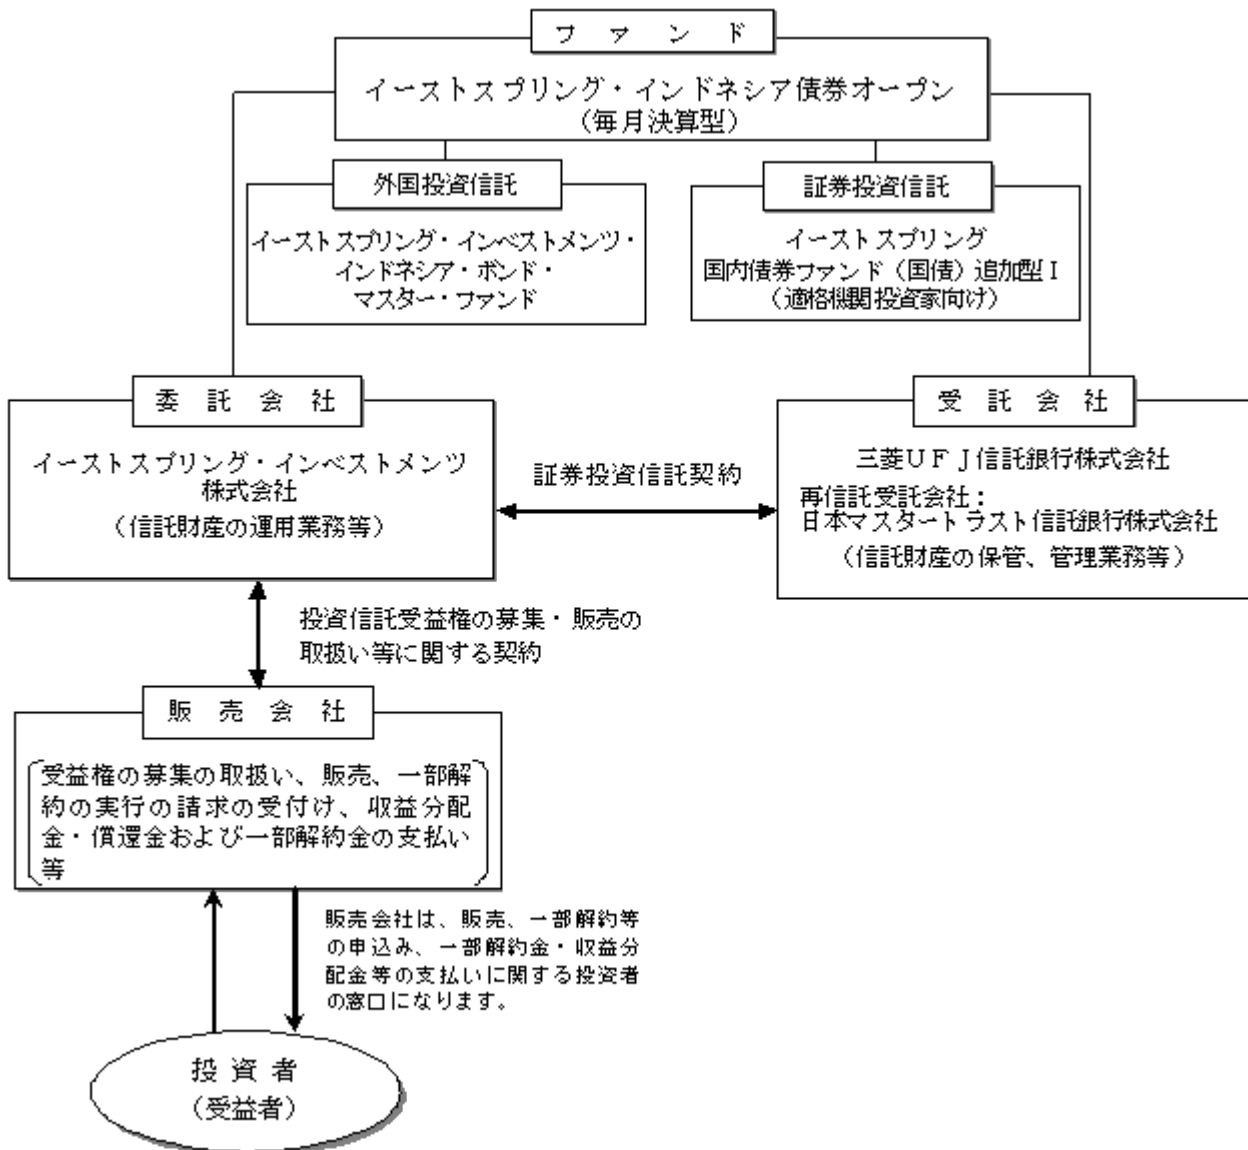 ファンド
イーストスプリング・インドネシア債券オープン
（毎月決算型）
外国投資信託
イーストスプリング・インベストメンツ・
インドネシア・ボンド・
マスター・ファンド
証券投資信託
イーストスプリング
国内債券ファンド（国債）追加型Ⅰ
（適格機関投資家向け）
委託会社
イーストスプリング・インベストメンツ
株式会社
（信託財産の運用業務等）
証券投資信託契約
受託会社
三菱ＵＦＪ信託銀行株式会社
再信託受託会社：
日本マスタートラスト信託銀行株式会社
（信託財産の保管、管理業務等）
投資信託受益権の募集・販売の
取扱い等に関する契約
販売会社
受益権の募集の取扱い、販売、一部解
約の実行の請求の受付け、収益分配
金・償還金および一部解約金の支払い
等
販売会社は、販売、一部解約等
の申込み、一部解約金・収益分
配金等の支払いに関する投資者
の窓口になります。
投資者
（受益者）